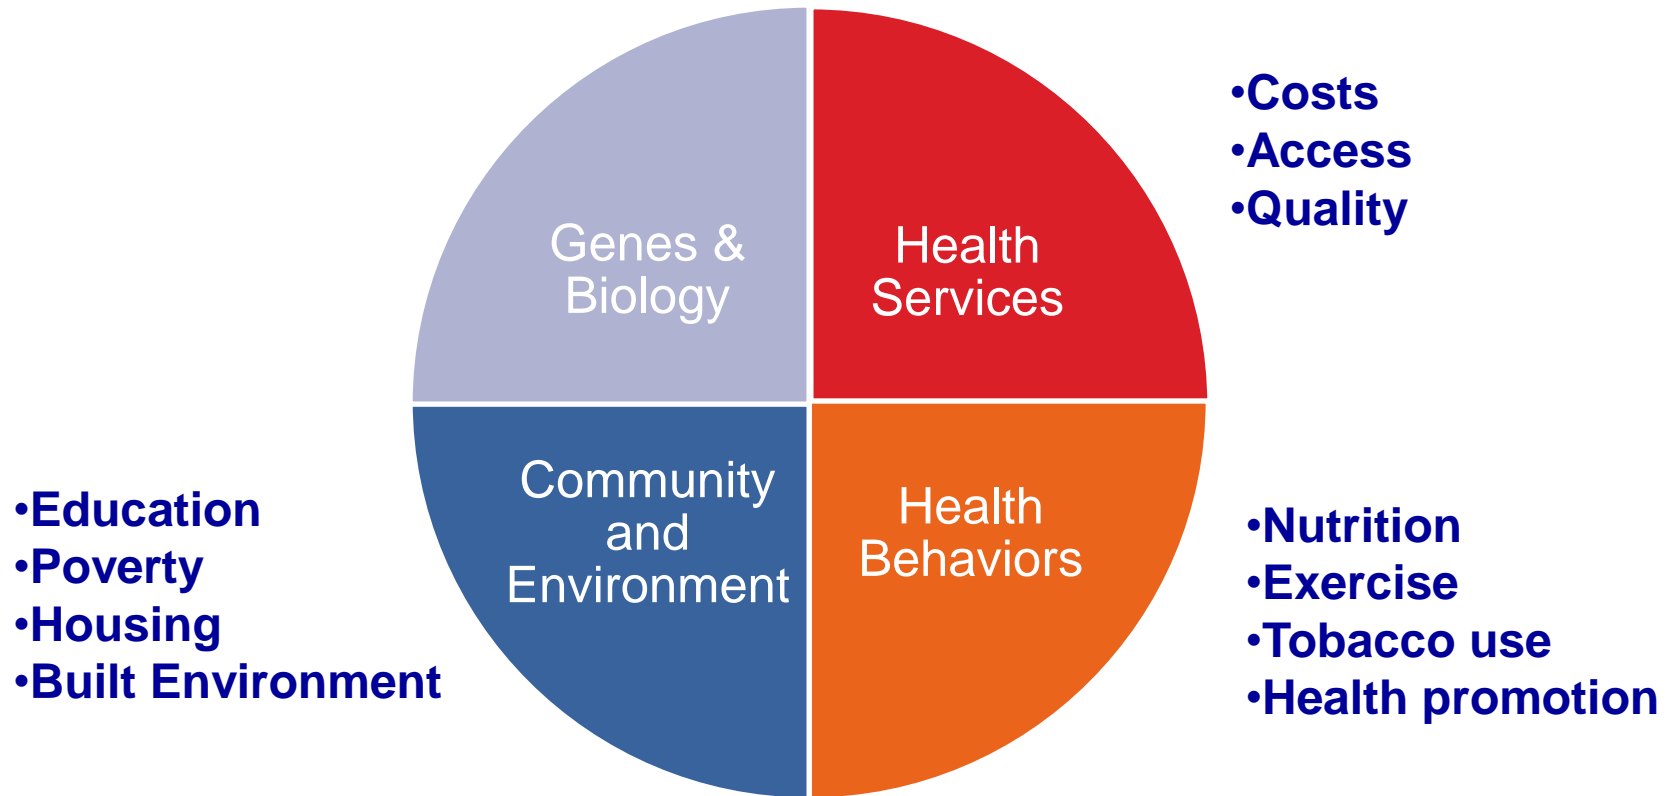 Genes &
Biology
Health
Services
•Costs
•Access
•Quality
Community
and
Environment
•Education
•Poverty
•Housing
•Built Environment
Health
Behaviors
•Nutrition
•Exercise
•Tobacco use
•Health promotion